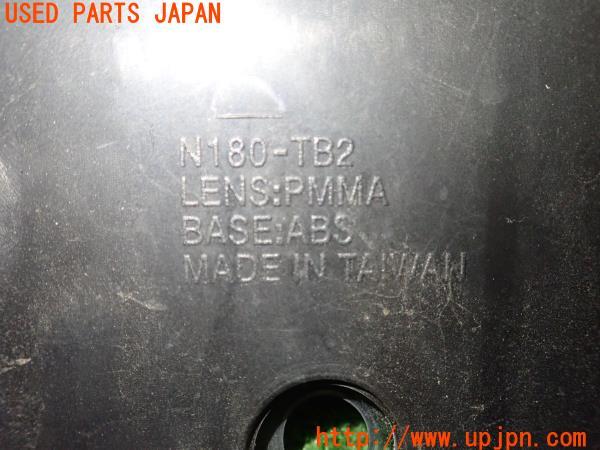 USED PARTS JAPAN
N180-TB2
LENS:PMMA
BASE:ABS
MADE IN TAIWAN
http://www.upjpn.com